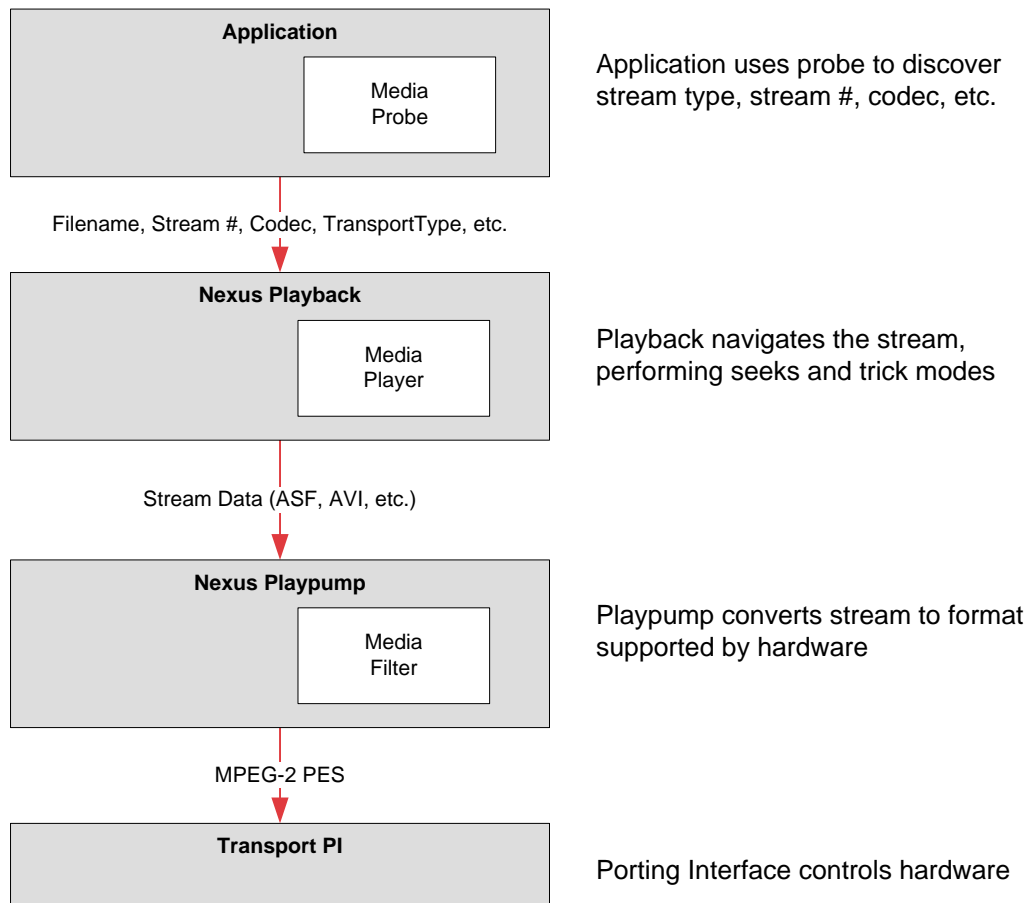 Application
Media
Probe
Application uses probe to discover
stream type, stream #, codec, etc.
Filename, Stream #, Codec, TransportType, etc.
Nexus Playback
Media
Player
Playback navigates the stream,
performing seeks and trick modes
Stream Data (ASF, AVI, etc.)
Nexus Playpump
Media
Filter
Playpump converts stream to format
supported by hardware
MPEG-2 PES
Transport PI
Porting Interface controls hardware